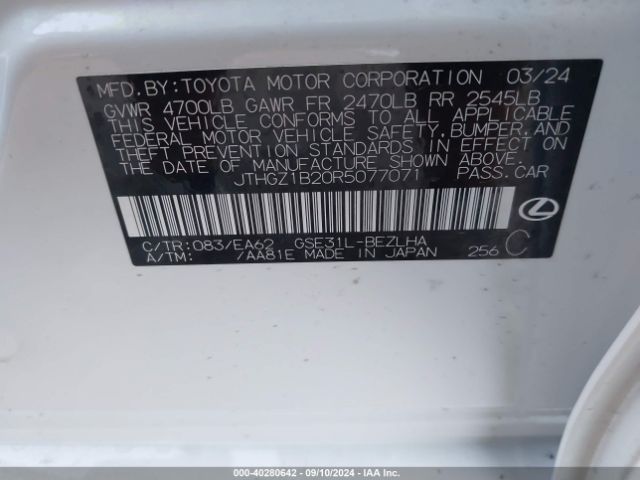 MFD.BY:TOYOTA MOTOR CORPORATION 03/24
GVWR 4700LB GAWR FR 2470LB RR 2545LB
THIS VEHICLE CONFORMS TO ALL APPLICABLE
FEDERAL MOTOR VEHICLE SAFETY,BUMPER,AND
THEFT PREVENTION STANDARDS IN EFFECT ON
THE DATE OF MANUFACTURE SHOWN ABOVE.
JTHGZ1B20R5077071 PASS.CAR
C/TR:083/EA62 GSE31L-BEZLHA
A/TM: /AA81E MADE IN JAPAN 256 C
000-40280642 - 09/10/2024 - IAAI.COM